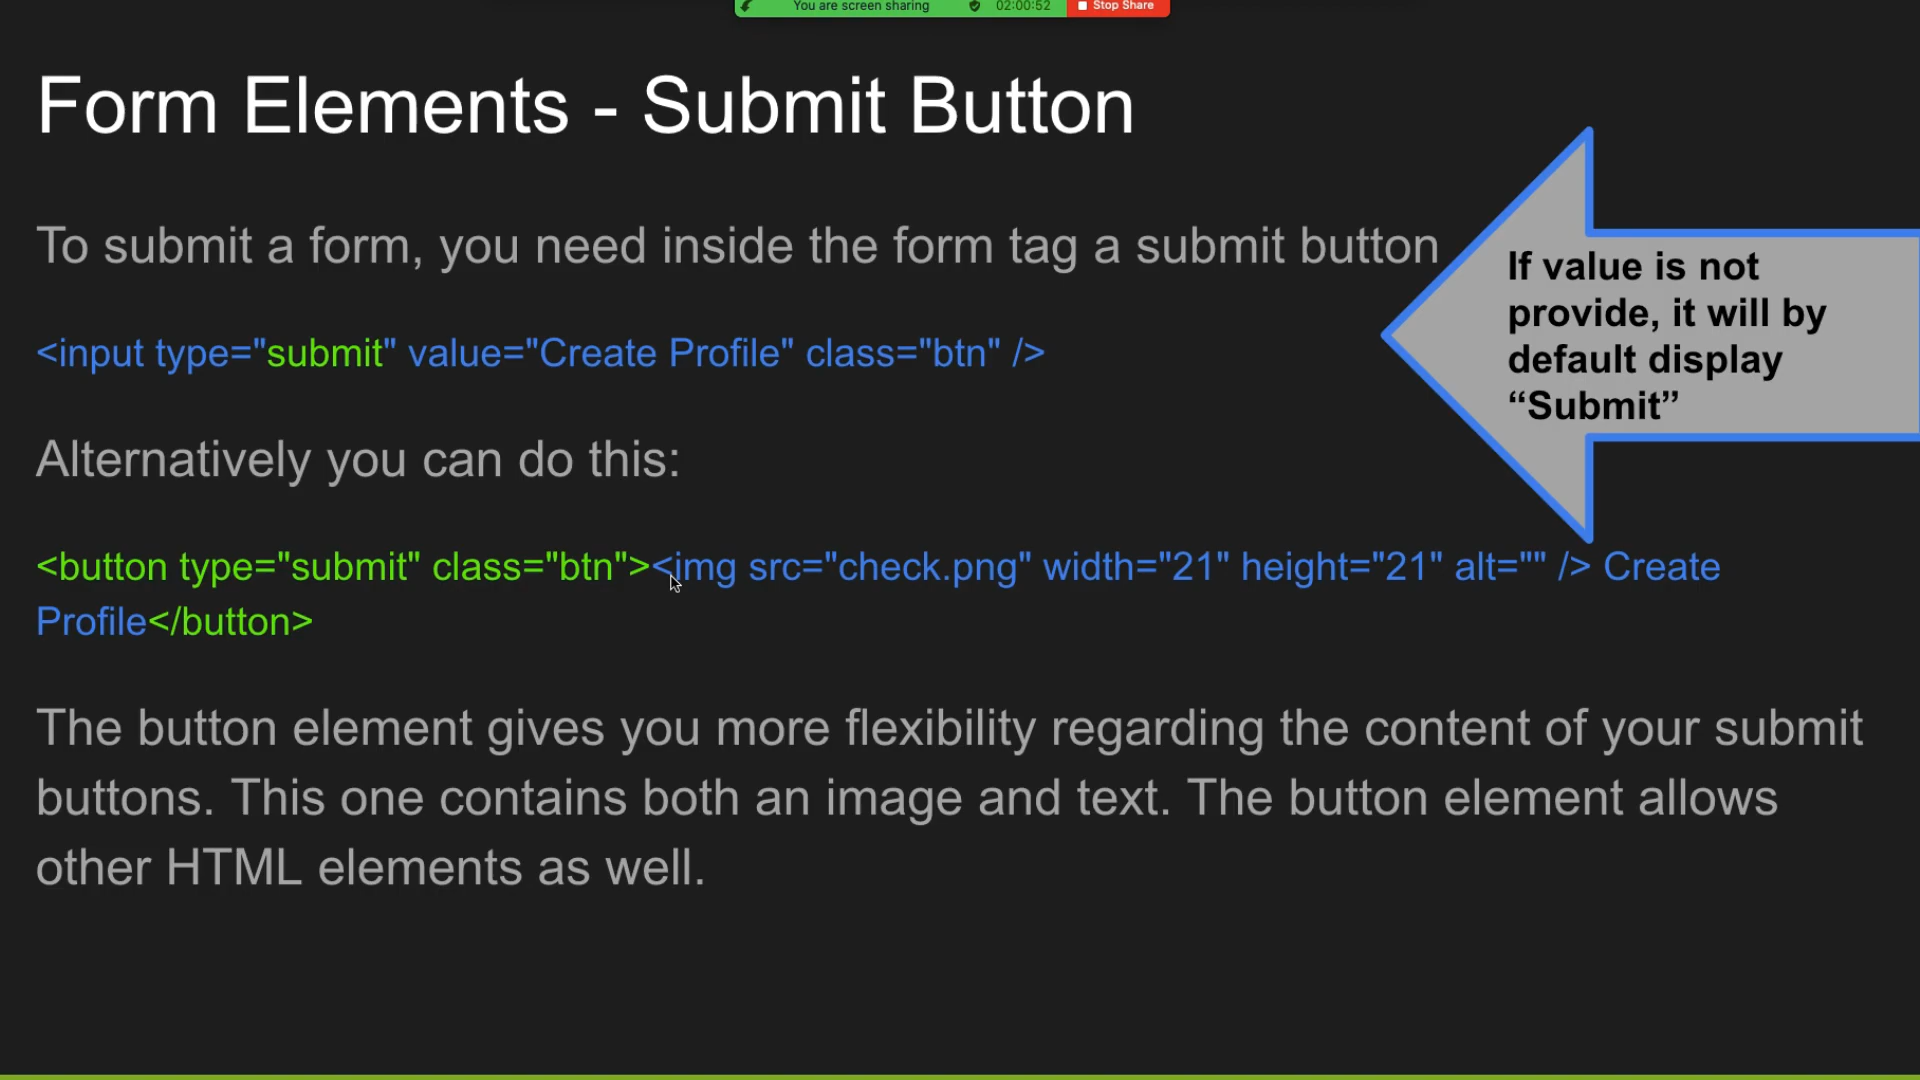 You are screen sharing 02:00:52 Stop Share
Form Elements - Submit Button
To submit a form, you need inside the form tag a submit button
If value is not
provide, it will by
default display
“Submit”
<input type="submit" value="Create Profile" class="btn" />
Alternatively you can do this:
<button type="submit" class="btn"><img src="check.png" width="21" height="21" alt="" /> Create
Profile</button>
The button element gives you more flexibility regarding the content of your submit
buttons. This one contains both an image and text. The button element allows
other HTML elements as well.